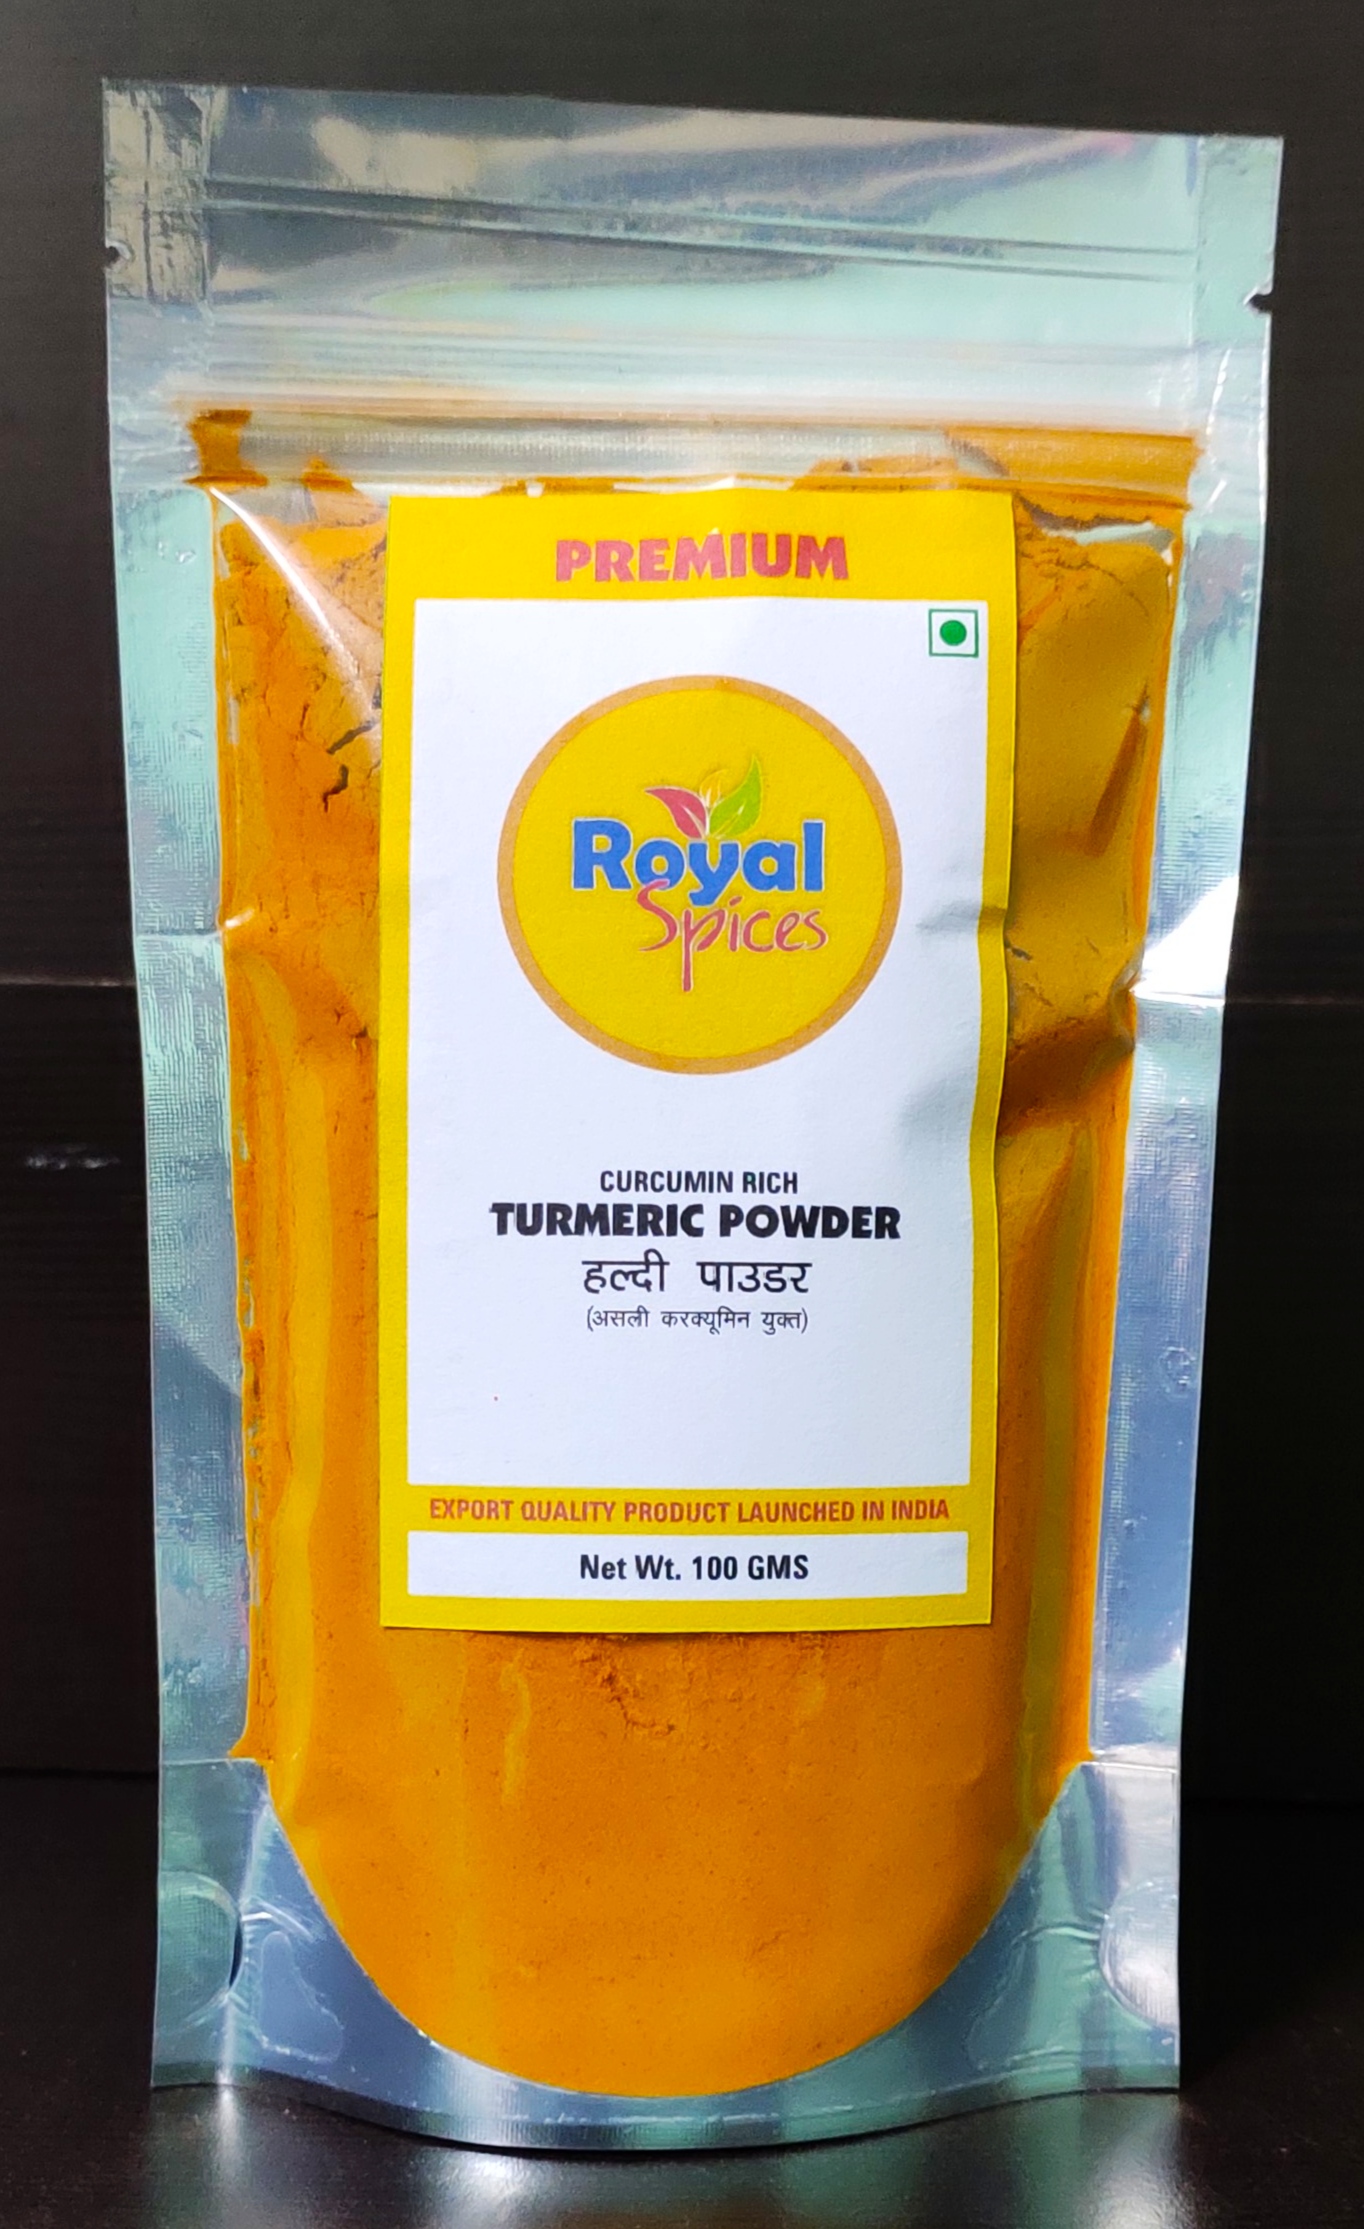 PREMIUM
Royal
Spices
CURCUMIN RICH
TURMERIC POWDER
हल्दी पाउडर
(असली करक्यूमिन युक्त)
EXPORT QUALITY PRODUCT LAUNCHED IN INDIA
Net Wt. 100 GMS